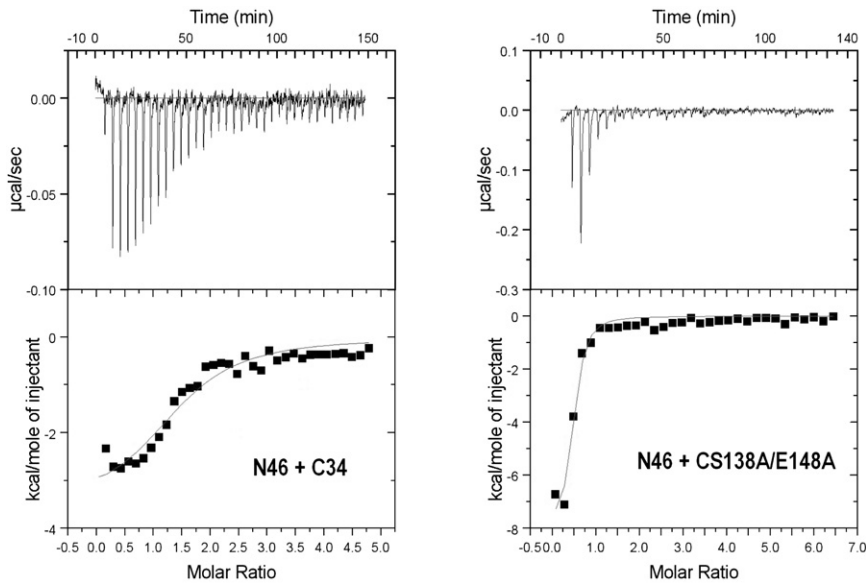 Time (min)
-10 0 50 100 150
0.00
-0.05
-0.10
µcal/sec
0
-2
-4
kcal/mole of injectant
N46 + C34
-0.5 0.0 0.5 1.0 1.5 2.0 2.5 3.0 3.5 4.0 4.5 5.0
Molar Ratio
Time (min)
-10 0 50 100 140
0.1
0.0
-0.1
-0.2
-0.3
µcal/sec
0
-2
-4
-6
-8
kcal/mole of injectant
N46 + CS138A/E148A
-0.50.0 1.0 2.0 3.0 4.0 5.0 6.0 7.0
Molar Ratio